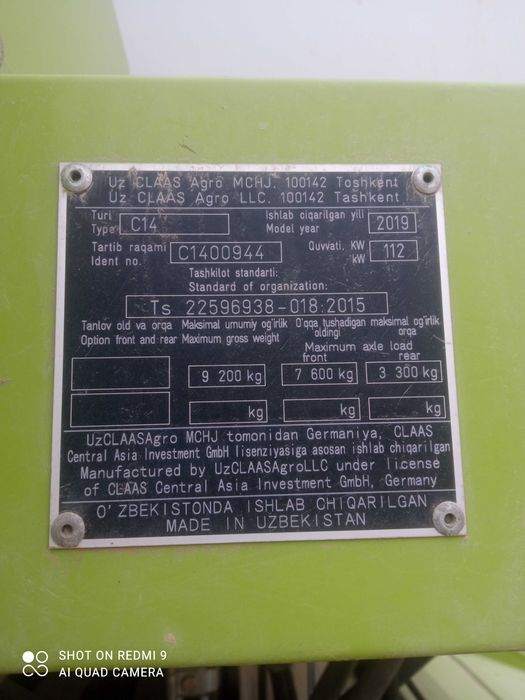 Uz CLAAS Agro MCHJ. 100142 Toshkent
Uz CLAAS Agro LLC. 100142 Tashkent
Turi
Type C14
Ishlab ciqarilgan yili
Model year 2019
Tartib raqami
Ident no. C1400944
Quvvati. KW
kW 112
Tashkilot standarti:
Standard of organization:
Ts 22596938-018:2015
Tanlov old va orqa Maksimal umumiy og'irlik O'qqa tushadigan maksimal og'irlik
oldingi orqa
Option front and rear Maximum gross weight Maximum axle load
front rear
9 200 kg 7 600 kg 3 300 kg
kg kg kg
UzCLAASAgro MCHJ tomonidan Germaniya, CLAAS
Central Asia Investment GmbH lisenziyasiga asosan ishlab chiqarilgan
Manufactured by UzCLAASAgroLLC under license
of CLAAS Central Asia Investment GmbH, Germany
O'ZBEKISTONDA ISHLAB CHIQARILGAN
MADE IN UZBEKISTAN
SHOT ON REDMI 9
AI QUAD CAMERA